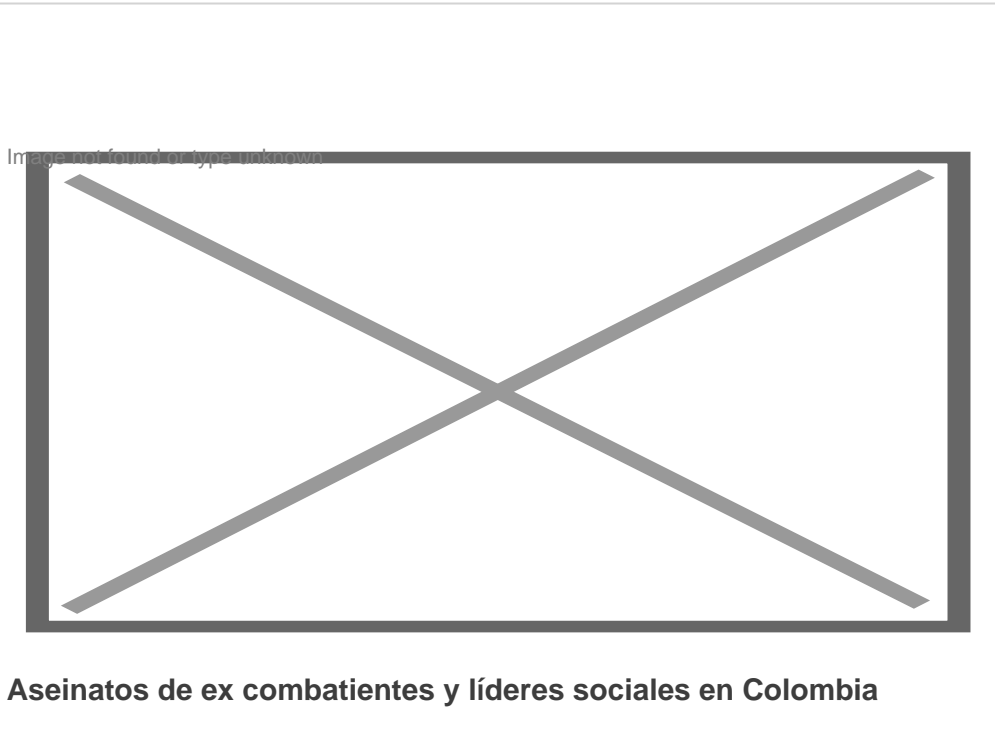 Image not found or type unknown
Aseinatos de ex combatientes y líderes sociales en Colombia